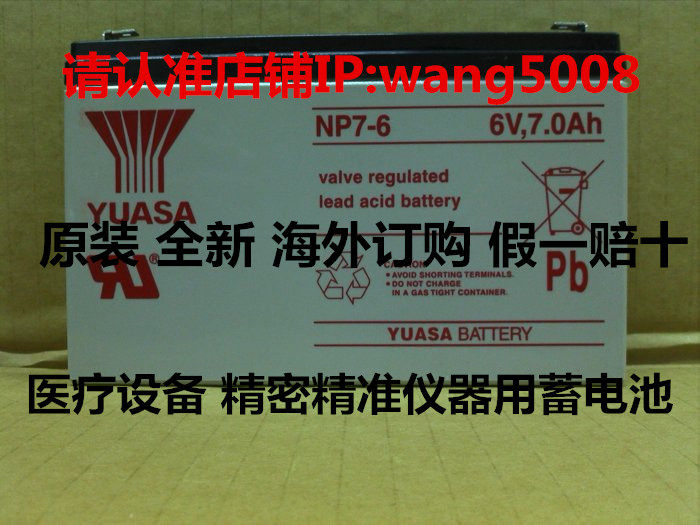 请认准店铺IP:wang5008
NP7-6
6V,7.0Ah
valve regulated
lead acid battery
YUASA
原装 全新 海外订购 假一赔十
CAUTION:
• AVOID SHORTING TERMINALS.
• DO NOT CHARGE
IN A GAS TIGHT CONTAINER.
Pb
YUASA BATTERY
医疗设备 精密精准仪器用蓄电池